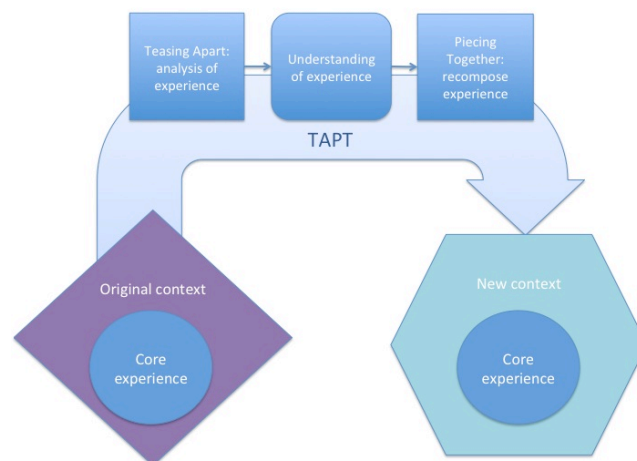 Teasing Apart:
analysis of
experience
Understanding
of experience
Piecing
Together:
recompose
experience
TAPT
Original context
Core
experience
New context
Core
experience